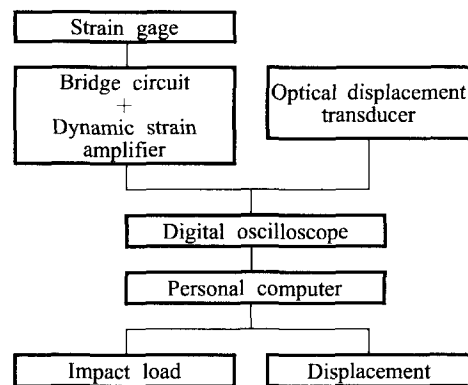 Strain gage
Bridge circuit
+
Dynamic strain
amplifier
Optical displacement
transducer
Digital oscilloscope
Personal computer
Impact load
Displacement